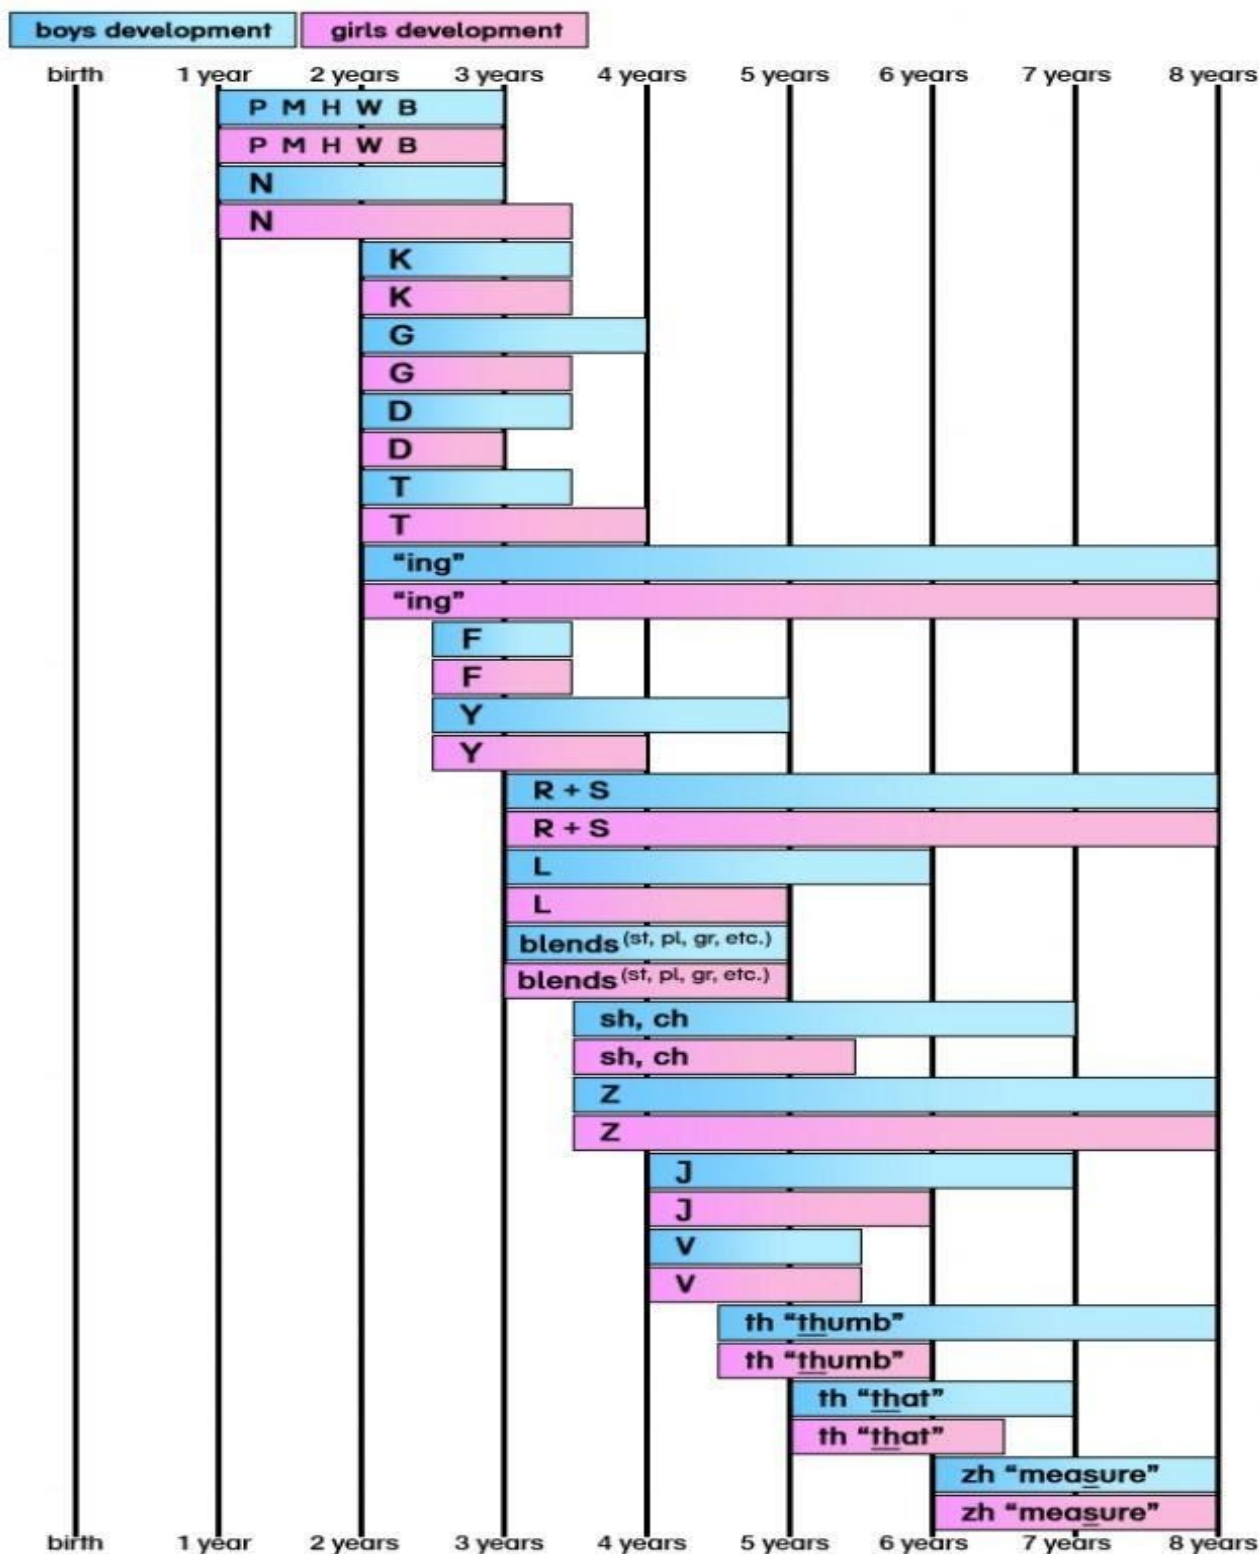 boys development girls development
birth 1 year 2 years 3 years 4 years 5 years 6 years 7 years 8 years
P M H W B
P M H W B
N
N
K
K
G
G
D
D
T
T
“ing”
“ing”
F
F
Y
Y
R + S
R + S
L
L
blends (st, pl, gr, etc.)
blends (st, pl, gr, etc.)
sh, ch
sh, ch
Z
Z
J
J
V
V
th “thumb”
th “thumb”
th “that”
th “that”
zh “measure”
zh “measure”
birth 1 year 2 years 3 years 4 years 5 years 6 years 7 years 8 years